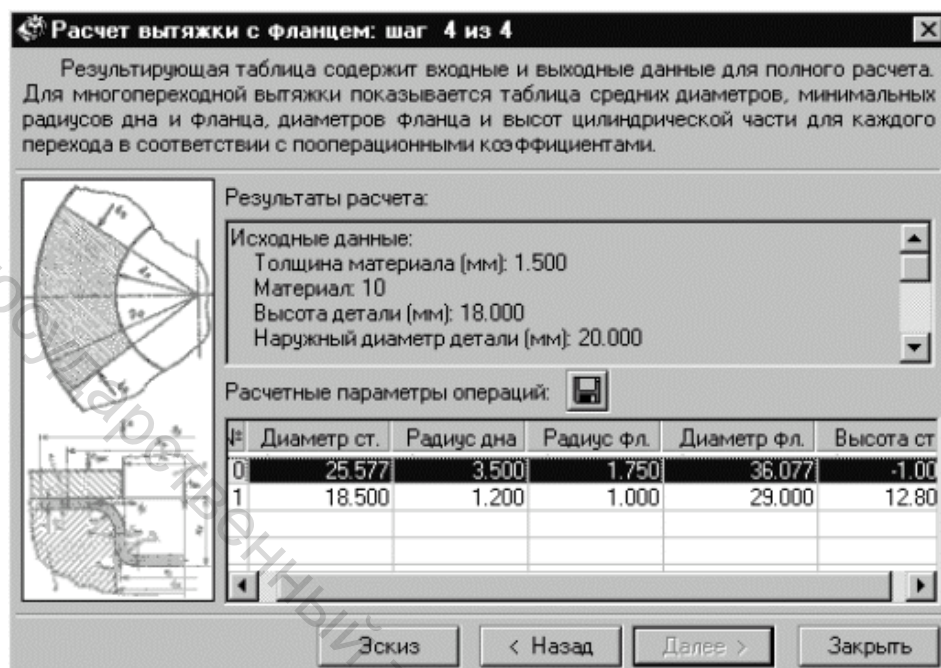 Расчет вытяжки с фланцем: шаг 4 из 4
Результирующая таблица содержит входные и выходные данные для полного расчета.
Для многопереходной вытяжки показывается таблица средних диаметров, минимальных
радиусов дна и фланца, диаметров фланца и высот цилиндрической части для каждого
перехода в соответствии с пооперационными коэффициентами.
Результаты расчета:
Исходные данные:
Толщина материала (мм): 1.500
Материал: 10
Высота детали (мм): 18.000
Наружный диаметр детали (мм): 20.000
Расчетные параметры операций:
№ Диаметр ст. Радиус дна Радиус фл. Диаметр фл. Высота ст
0 25.577 3.500 1.750 36.077 -1.00
1 18.500 1.200 1.000 29.000 12.80
Эскиз < Назад Далее > Закрыть